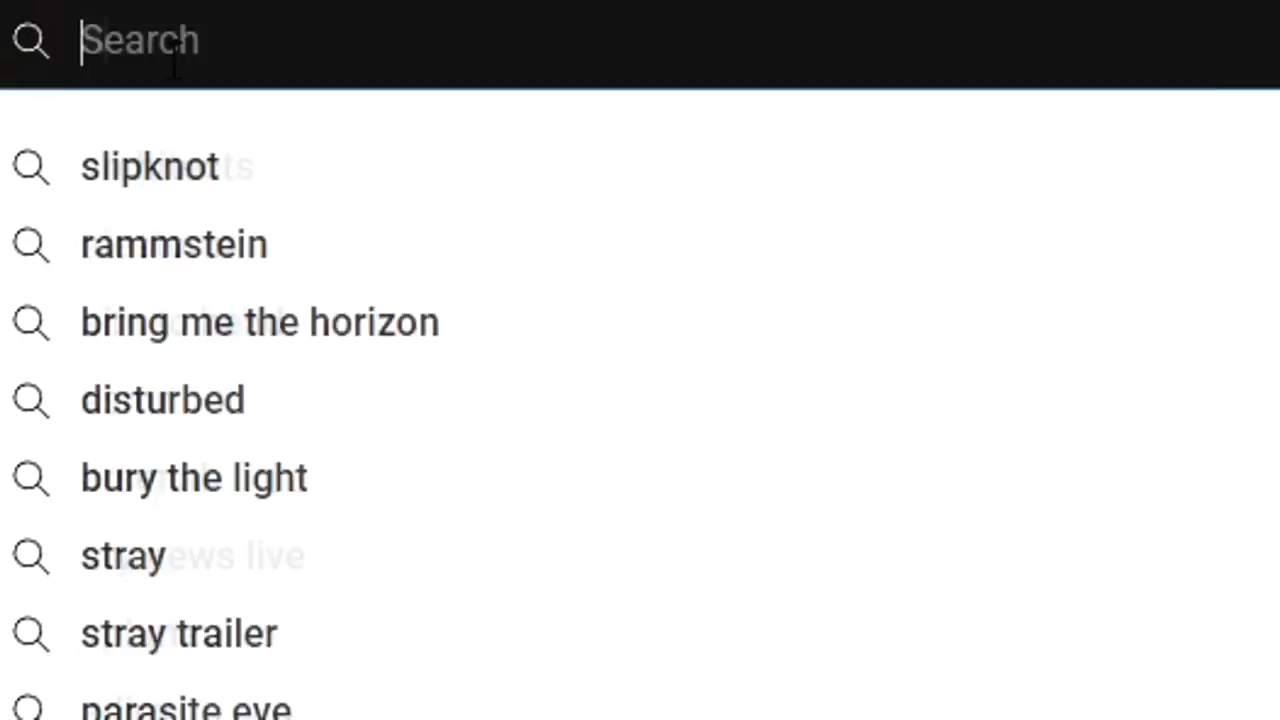 Search
slipknot
rammstein
bring me the horizon
disturbed
bury the light
stray
stray trailer
parasite eve